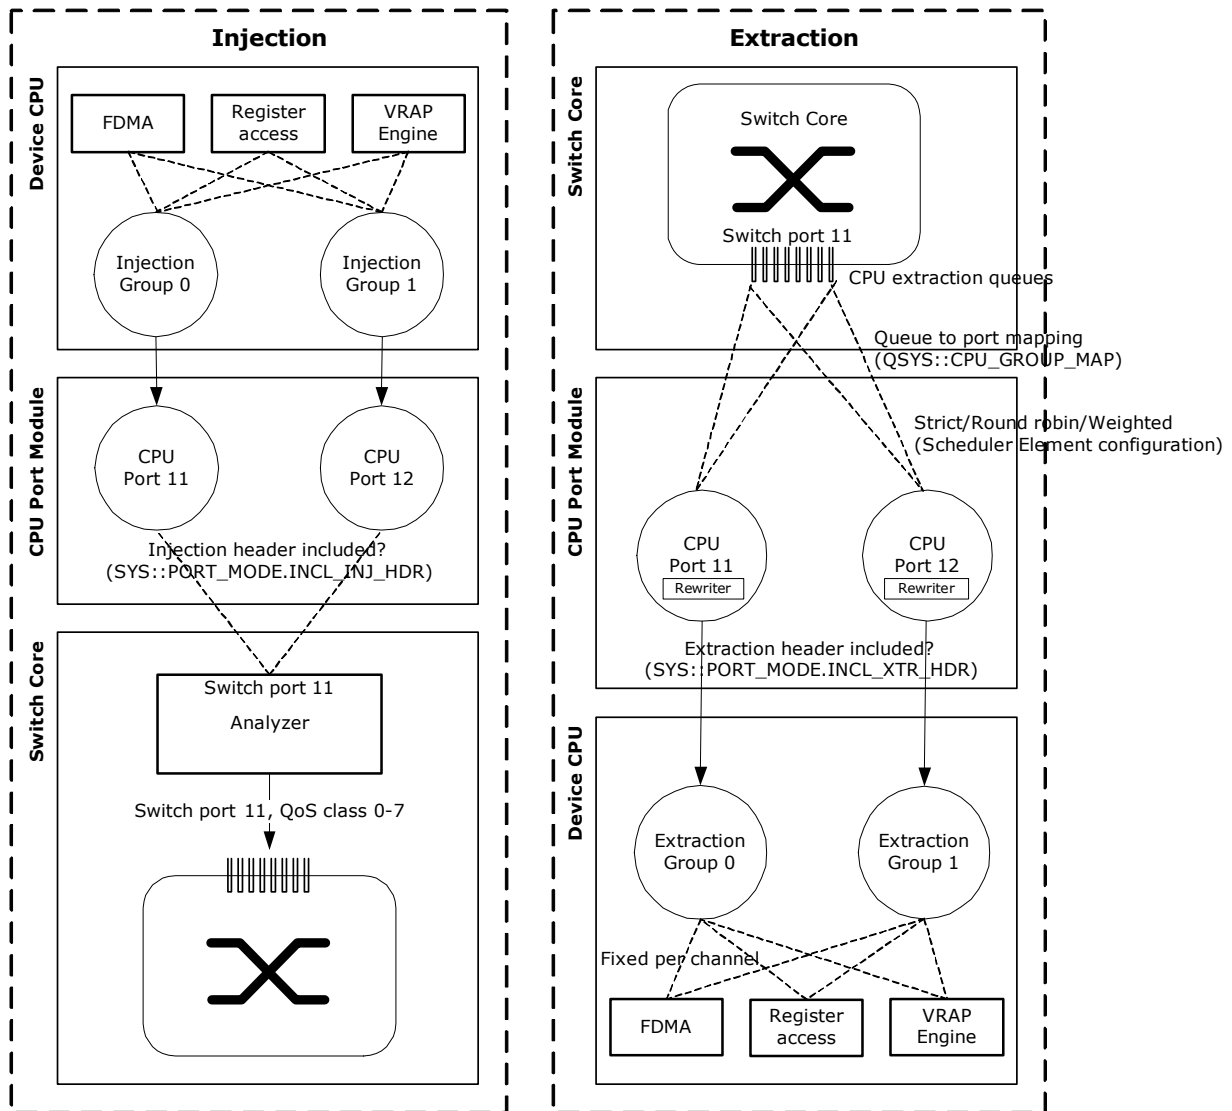 Injection
Device CPU
FDMA
Register
access
VRAP
Engine
Injection
Group 0
Injection
Group 1
CPU Port Module
CPU
Port 11
CPU
Port 12
Injection header included?
(SYS::PORT_MODE.INCL_INJ_HDR)
Switch Core
Switch port 11
Analyzer
Switch port 11, QoS class 0-7
Extraction
Switch Core
Switch Core
Switch port 11
CPU extraction queues
Queue to port mapping
(QSYS::CPU_GROUP_MAP)
CPU Port Module
Strict/Round robin/Weighted
(Scheduler Element configuration)
CPU
Port 11
Rewriter
CPU
Port 12
Rewriter
Extraction header included?
(SYS::PORT_MODE.INCL_XTR_HDR)
Device CPU
Extraction
Group 0
Extraction
Group 1
Fixed per channel
FDMA
Register
access
VRAP
Engine